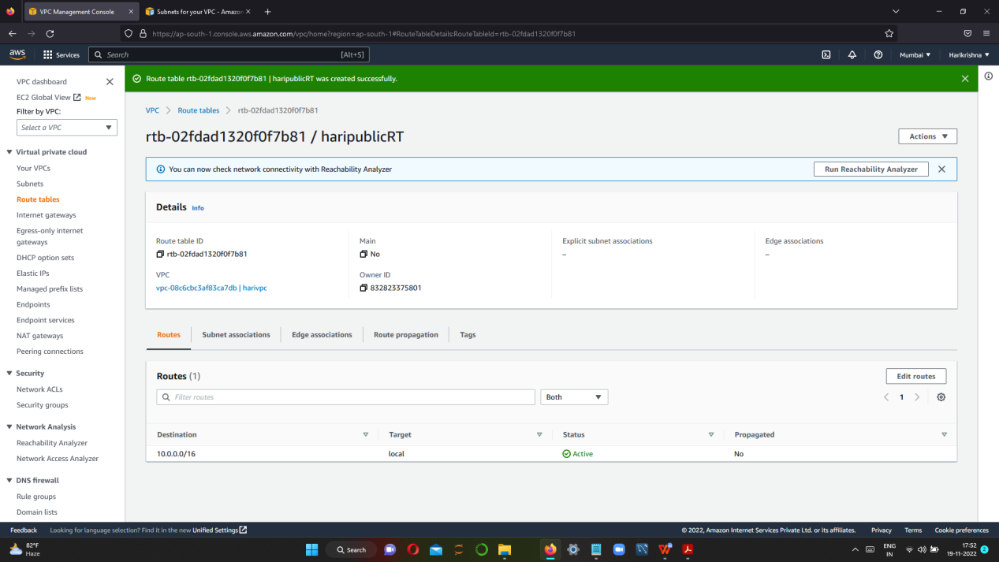 VPC Management Console
Subnets for your VPC - Amazon
https://ap-south-1.console.aws.amazon.com/vpc/home?region=ap-south-1#RouteTableDetails:RouteTableId=rtb-02fdad1320f0f7b81
aws Services Search [Alt+S] Mumbai Harikrishna
VPC dashboard
EC2 Global View New
Filter by VPC:
Select a VPC
Virtual private cloud
Your VPCs
Subnets
Route tables
Internet gateways
Egress-only internet
gateways
DHCP option sets
Elastic IPs
Managed prefix lists
Endpoints
Endpoint services
NAT gateways
Peering connections
Security
Network ACLs
Security groups
Network Analysis
Reachability Analyzer
Network Access Analyzer
DNS firewall
Rule groups
Domain lists
Route table rtb-02fdad1320f0f7b81 | haripublicRT was created successfully.
VPC Route tables rtb-02fdad1320f0f7b81
rtb-02fdad1320f0f7b81 / haripublicRT
Actions
You can now check network connectivity with Reachability Analyzer
Run Reachability Analyzer
Details Info
Route table ID
rtb-02fdad1320f0f7b81
Main
No
Explicit subnet associations
–
Edge associations
–
VPC
vpc-08c6cbc3af83ca7db | harivpc
Owner ID
832823375801
Routes Subnet associations Edge associations Route propagation Tags
Routes (1)
Edit routes
Filter routes
Both
1
Destination Target Status Propagated
10.0.0.0/16 local Active No
Feedback Looking for language selection? Find it in the new Unified Settings
© 2022, Amazon Internet Services Private Ltd. or its affiliates. Privacy Terms Cookie preferences
82°F
Haze
Search
ENG
IN
17:52
19-11-2022
2